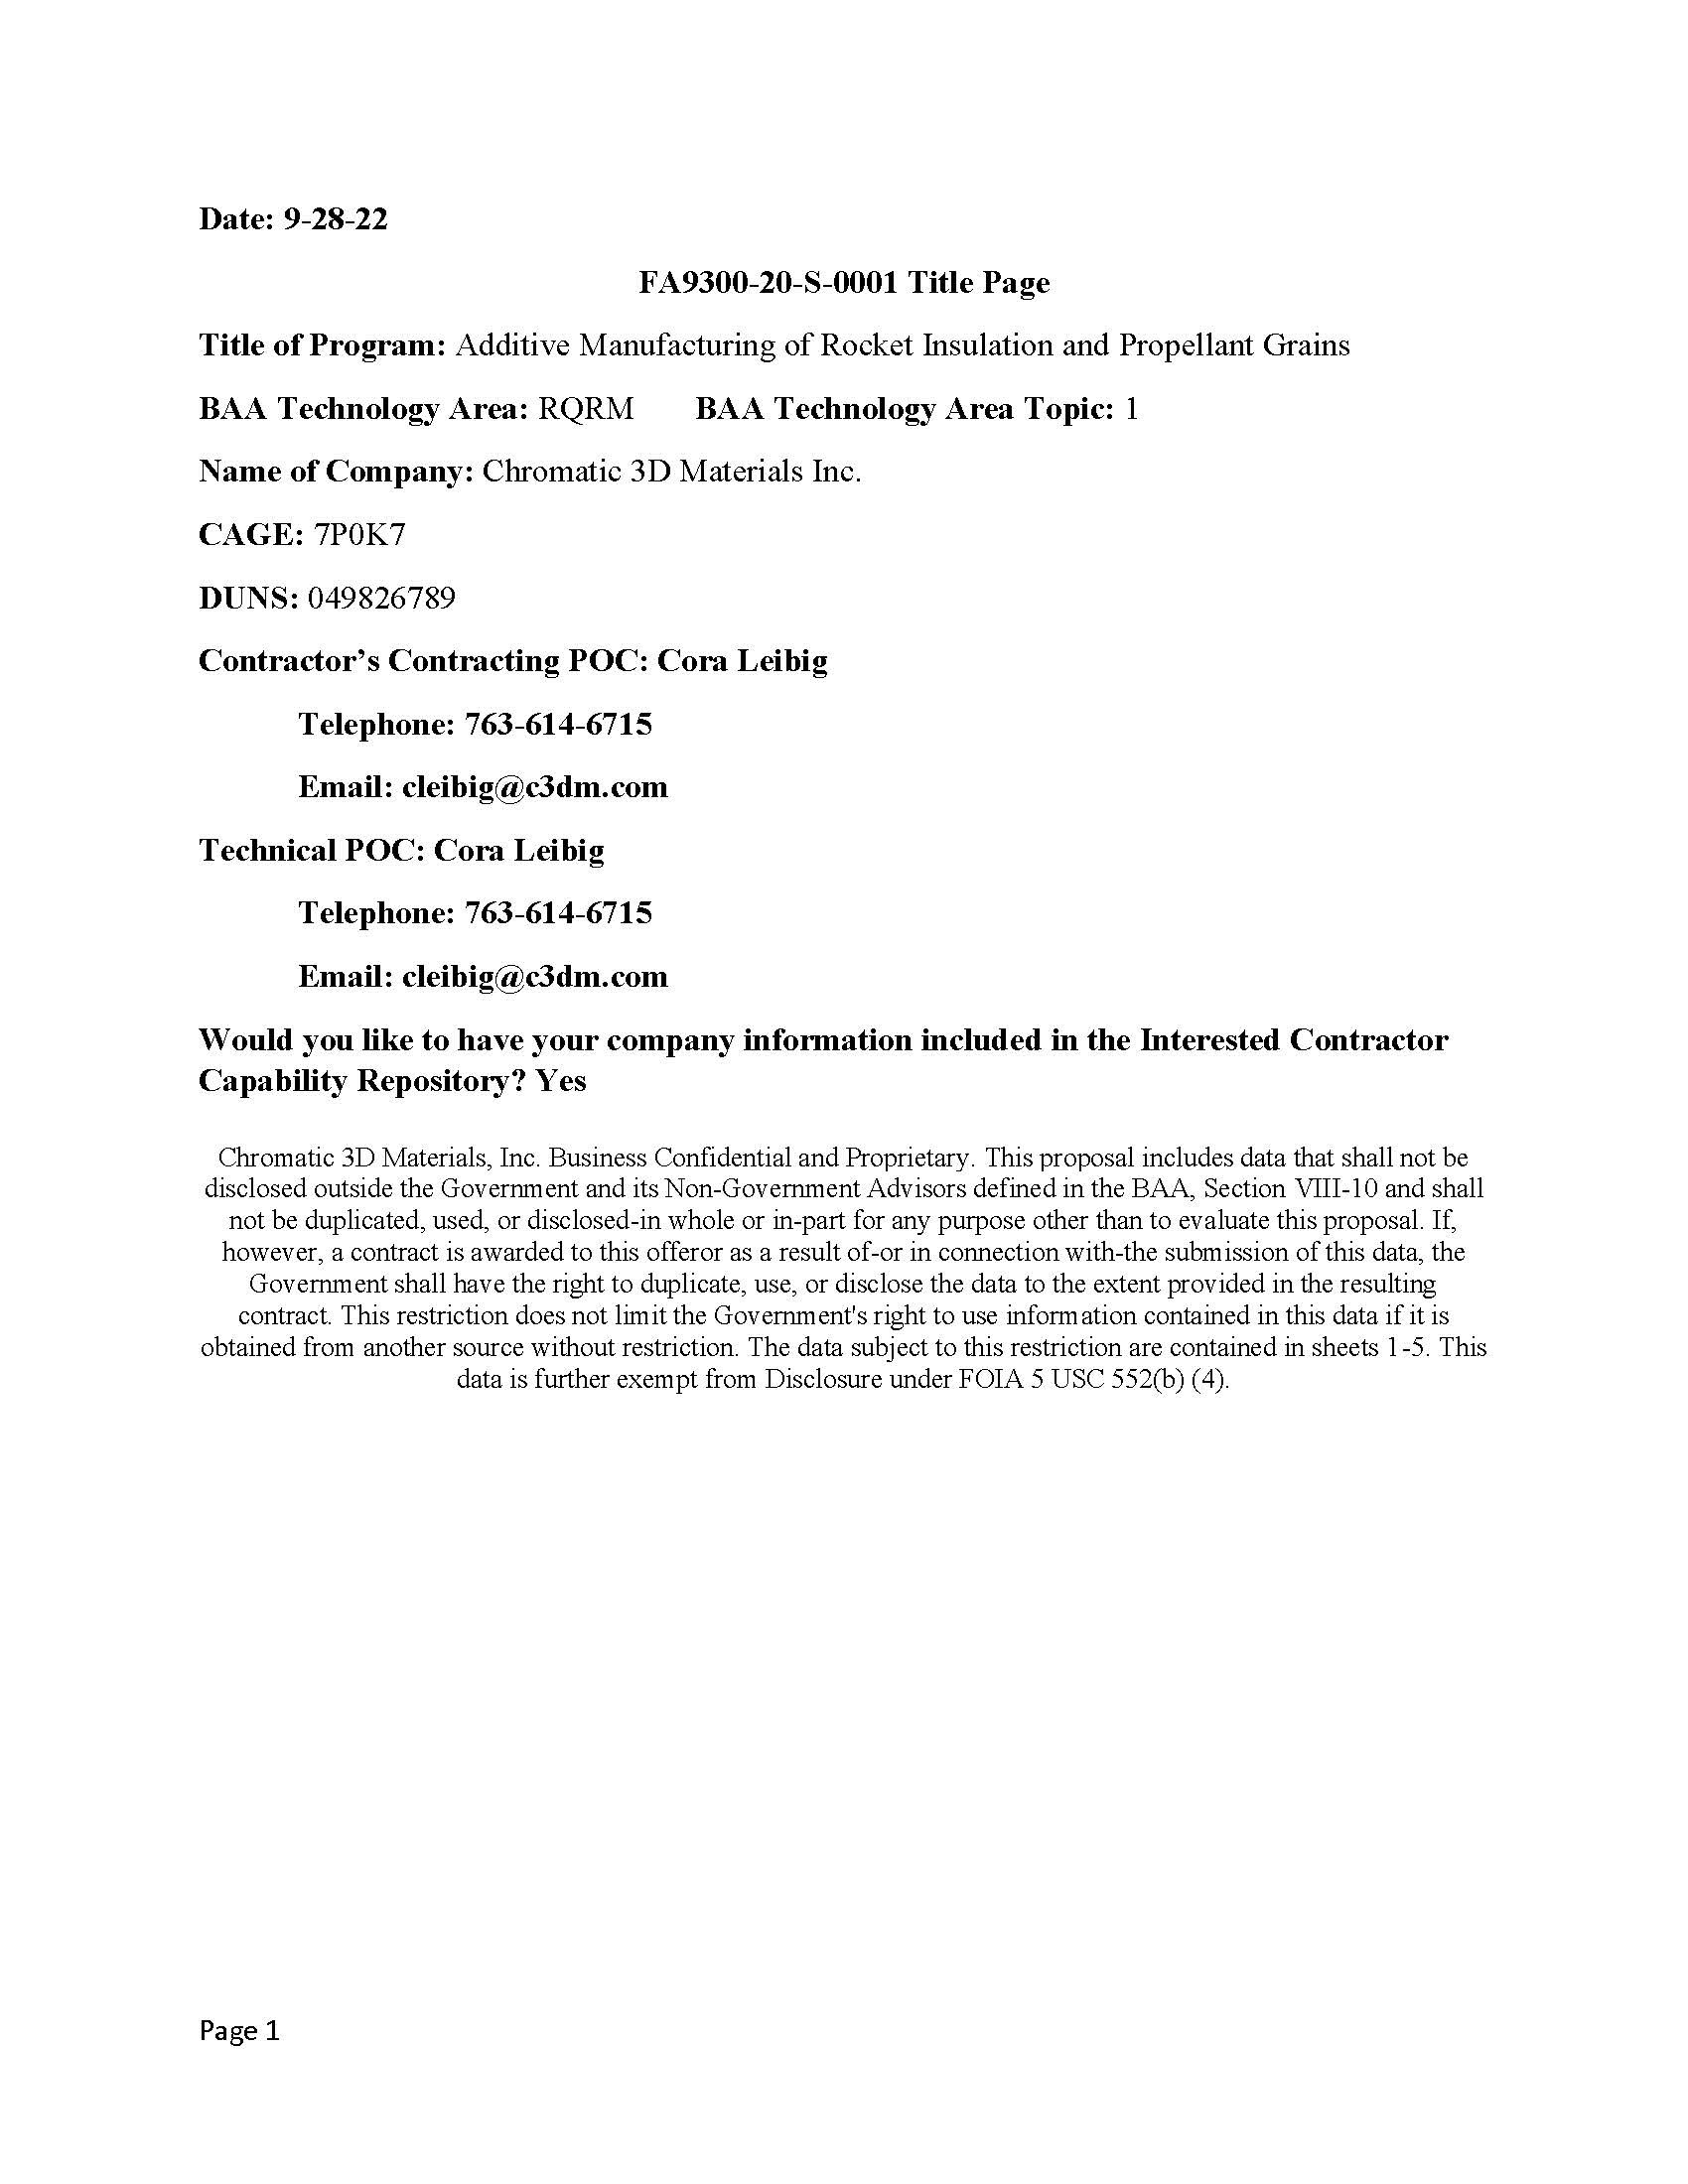 Date: 9-28-22
FA9300-20-S-0001 Title Page
Title of Program: Additive Manufacturing of Rocket Insulation and Propellant Grains
BAA Technology Area: RQRM BAA Technology Area Topic: 1
Name of Company: Chromatic 3D Materials Inc.
CAGE: 7P0K7
DUNS: 049826789
Contractor’s Contracting POC: Cora Leibig
Telephone: 763-614-6715
Email: cleibig@c3dm.com
Technical POC: Cora Leibig
Telephone: 763-614-6715
Email: cleibig@c3dm.com
Would you like to have your company information included in the Interested Contractor
Capability Repository? Yes
Chromatic 3D Materials, Inc. Business Confidential and Proprietary. This proposal includes data that shall not be
disclosed outside the Government and its Non-Government Advisors defined in the BAA, Section VIII-10 and shall
not be duplicated, used, or disclosed-in whole or in-part for any purpose other than to evaluate this proposal. If,
however, a contract is awarded to this offeror as a result of-or in connection with-the submission of this data, the
Government shall have the right to duplicate, use, or disclose the data to the extent provided in the resulting
contract. This restriction does not limit the Government's right to use information contained in this data if it is
obtained from another source without restriction. The data subject to this restriction are contained in sheets 1-5. This
data is further exempt from Disclosure under FOIA 5 USC 552(b) (4).
Page 1